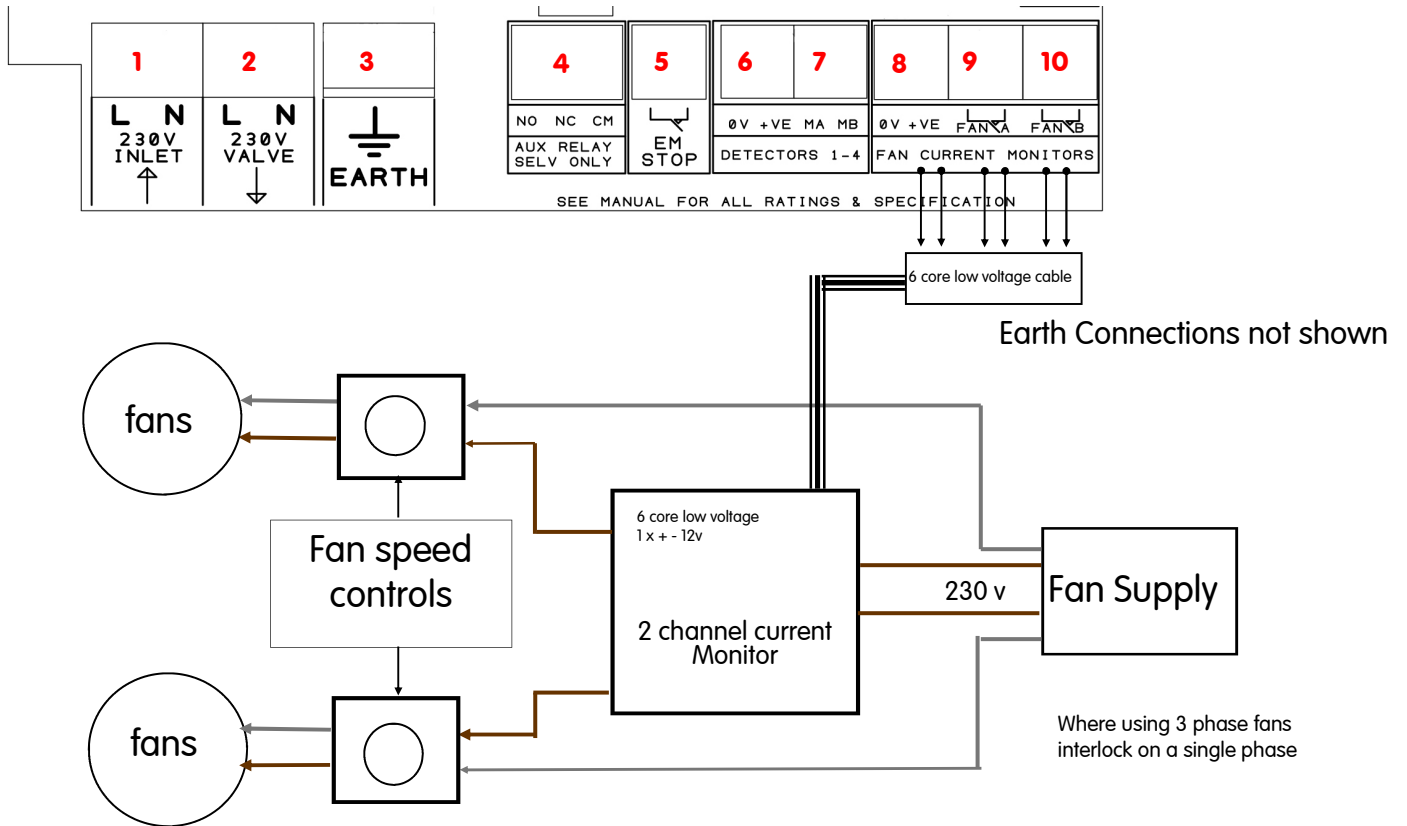 1 2 3 4 5 6 7 8 9 10
L N L N
230V 230V
INLET VALVE
EARTH
NO NC CM
AUX RELAY
SELV ONLY
EM
STOP
0V +VE MA MB
DETECTORS 1-4
0V +VE FAN A FAN B
FAN CURRENT MONITORS
SEE MANUAL FOR ALL RATINGS & SPECIFICATION
6 core low voltage cable
Earth Connections not shown
fans
Fan speed
controls
6 core low voltage
1 x + - 12v
2 channel current
Monitor
230 v
Fan Supply
fans
Where using 3 phase fans
interlock on a single phase